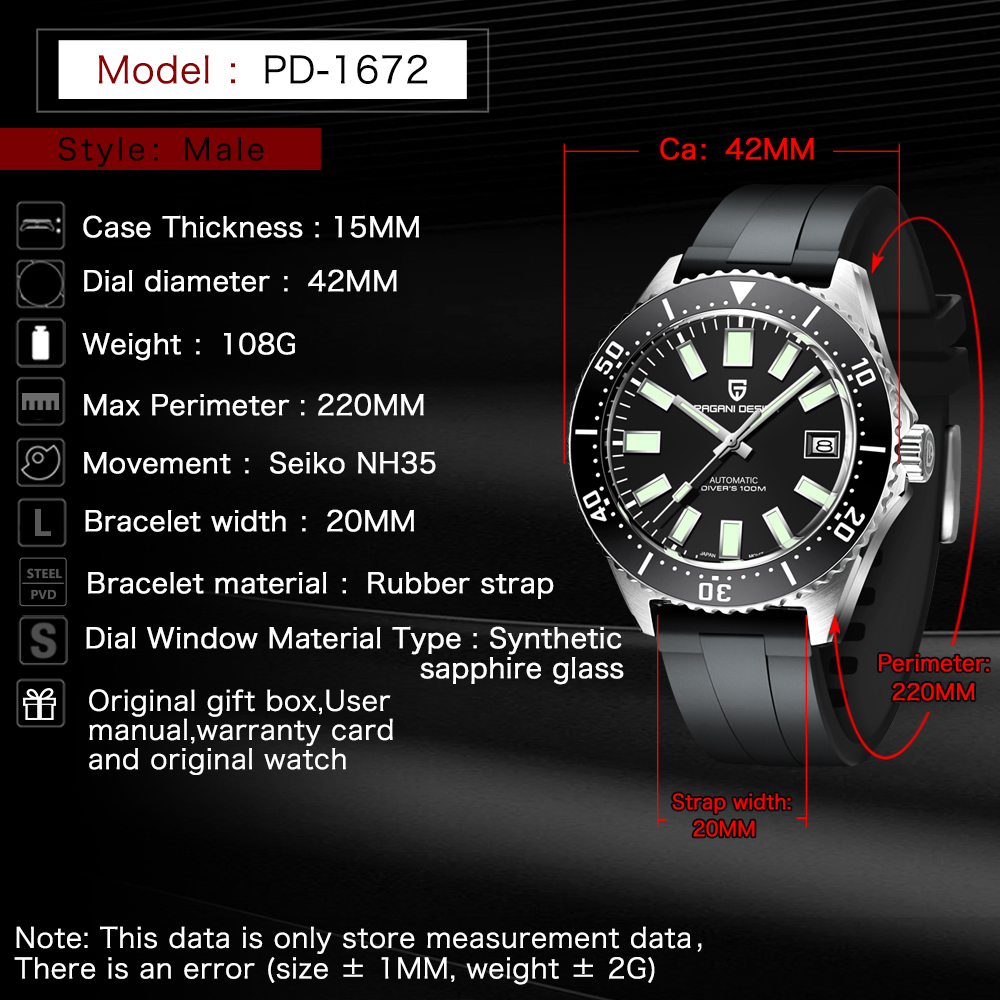 Model : PD-1672
Style: Male
Ca: 42MM
Case Thickness : 15MM
Dial diameter : 42MM
Weight : 108G
Max Perimeter : 220MM
Movement : Seiko NH35
L
Bracelet width : 20MM
STEEL
PVD
Bracelet material : Rubber strap
S
Dial Window Material Type : Synthetic
sapphire glass
Original gift box,User
manual,warranty card
and original watch
10
20
30
40
50
PAGANI DESI
8
AUTOMATIC
DIVER'S 100M
JAPAN
MOVT
Perimeter:
220MM
Strap width:
20MM
Note: This data is only store measurement data,
There is an error (size ± 1MM, weight ± 2G)